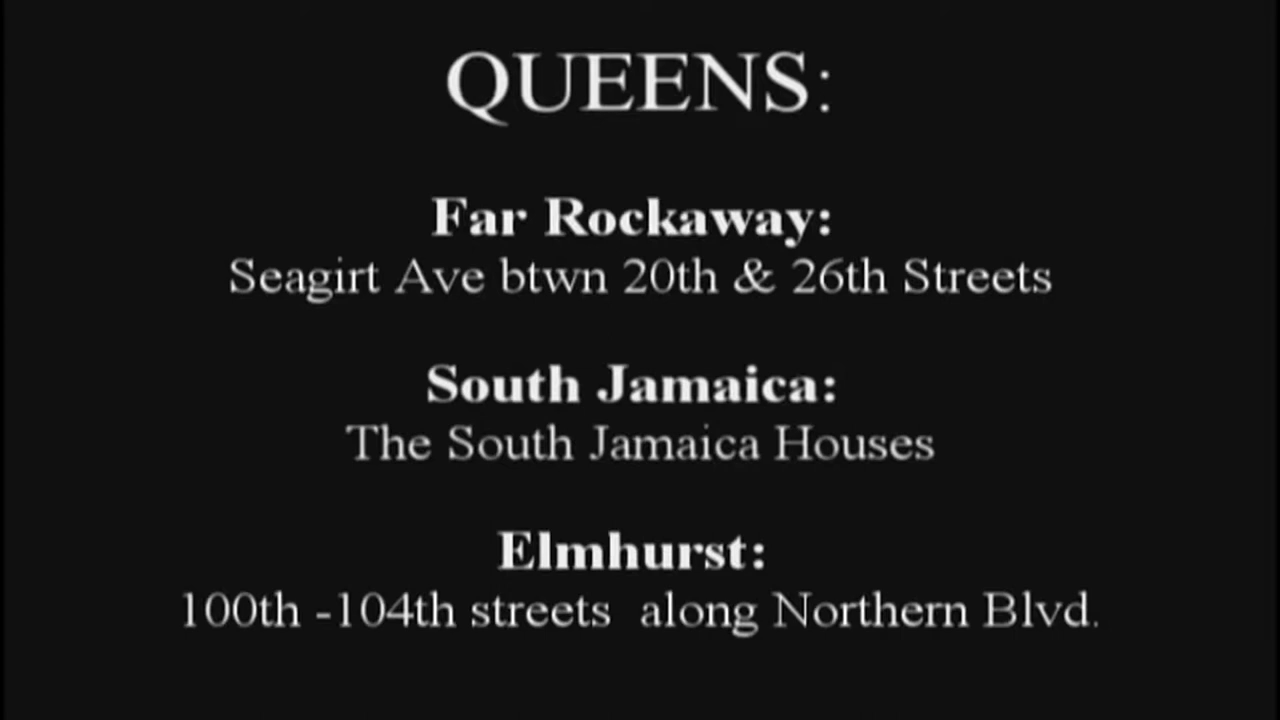 QUEENS:
Far Rockaway:
Seagirt Ave btwn 20th & 26th Streets
South Jamaica:
The South Jamaica Houses
Elmhurst:
100th -104th streets  along Northern Blvd.